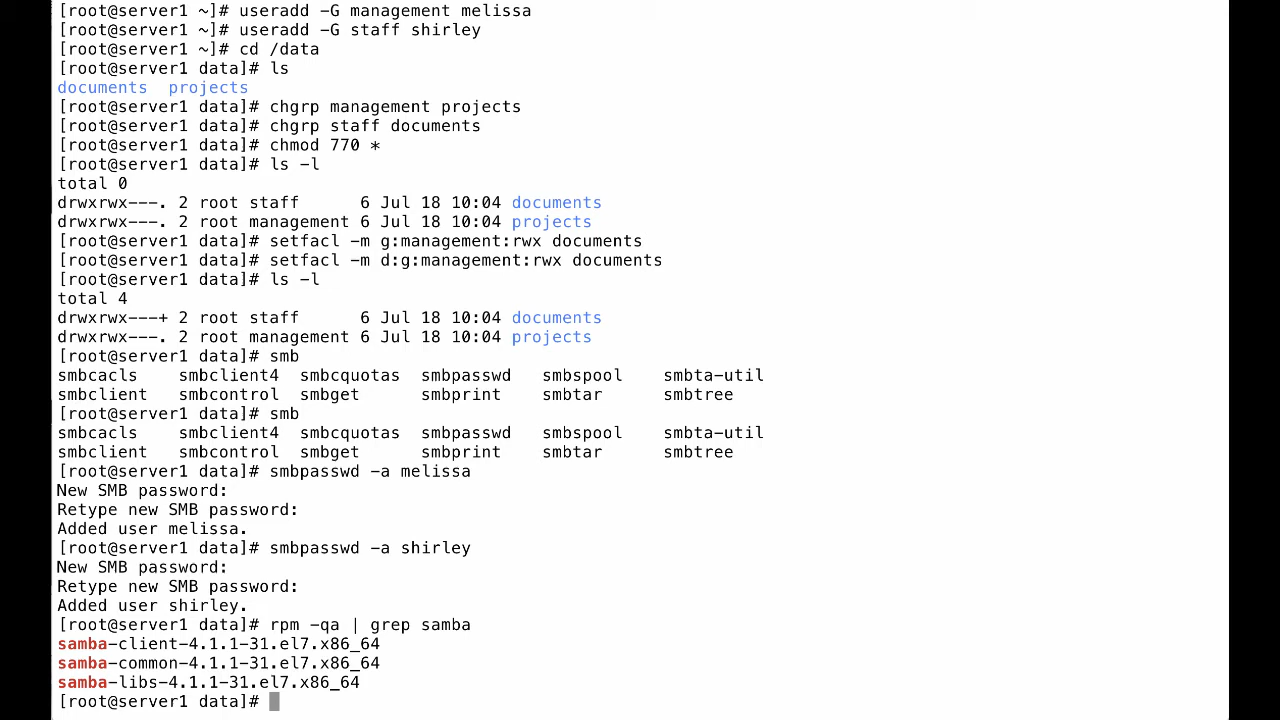 [root@server1 ~]# useradd -G management melissa
[root@server1 ~]# useradd -G staff shirley
[root@server1 ~]# cd /data
[root@server1 data]# ls
documents  projects
[root@server1 data]# chgrp management projects
[root@server1 data]# chgrp staff documents
[root@server1 data]# chmod 770 *
[root@server1 data]# ls -l
total 0
drwxrwx---. 2 root staff      6 Jul 18 10:04 documents
drwxrwx---. 2 root management 6 Jul 18 10:04 projects
[root@server1 data]# setfacl -m g:management:rwx documents
[root@server1 data]# setfacl -m d:g:management:rwx documents
[root@server1 data]# ls -l
total 4
drwxrwx---+ 2 root staff      6 Jul 18 10:04 documents
drwxrwx---. 2 root management 6 Jul 18 10:04 projects
[root@server1 data]# smb
smbcacls    smbclient4  smbcquotas  smbpasswd   smbspool    smbta-util
smbclient   smbcontrol  smbget      smbprint    smbtar      smbtree
[root@server1 data]# smb
smbcacls    smbclient4  smbcquotas  smbpasswd   smbspool    smbta-util
smbclient   smbcontrol  smbget      smbprint    smbtar      smbtree
[root@server1 data]# smbpasswd -a melissa
New SMB password:
Retype new SMB password:
Added user melissa.
[root@server1 data]# smbpasswd -a shirley
New SMB password:
Retype new SMB password:
Added user shirley.
[root@server1 data]# rpm -qa | grep samba
samba-client-4.1.1-31.el7.x86_64
samba-common-4.1.1-31.el7.x86_64
samba-libs-4.1.1-31.el7.x86_64
[root@server1 data]#